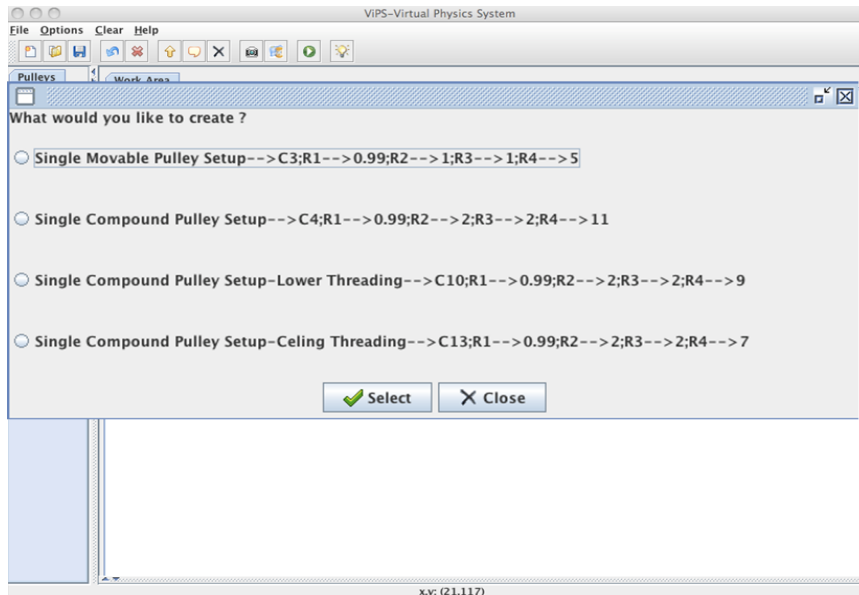 ViPS-Virtual Physics System
File Options Clear Help
Pulleys
Work Area
What would you like to create ?
Single Movable Pulley Setup-->C3;R1-->0.99;R2-->1;R3-->1;R4-->5
Single Compound Pulley Setup-->C4;R1-->0.99;R2-->2;R3-->2;R4-->11
Single Compound Pulley Setup-Lower Threading-->C10;R1-->0.99;R2-->2;R3-->2;R4-->9
Single Compound Pulley Setup-Celing Threading-->C13;R1-->0.99;R2-->2;R3-->2;R4-->7
Select Close
x,y: (21,117)